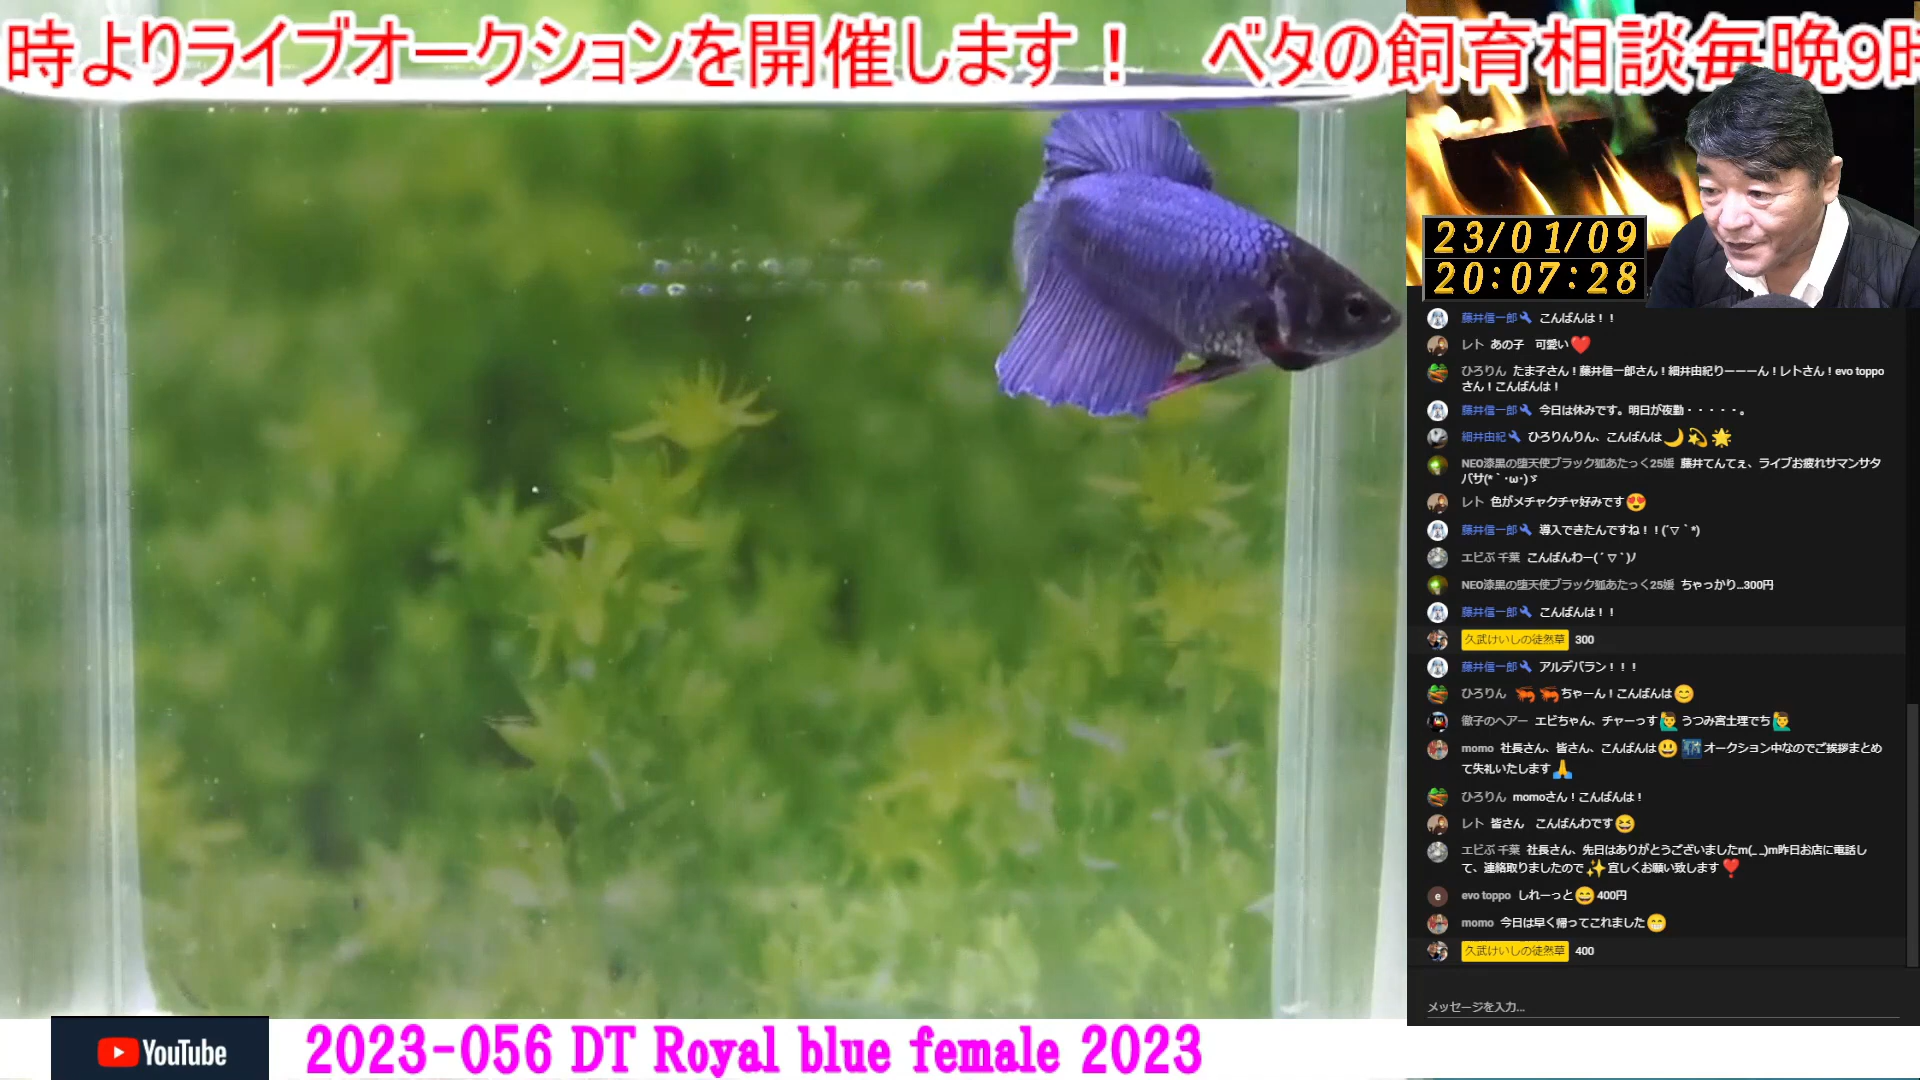 時よりライブオークションを開催します！　ベタの飼育相談毎晩9時
23/01/09
20:07:28
藤井信一郎 こんばんは！！
レト あの子　可愛い❤️
ひろりん たま子さん！藤井信一郎さん！細井由紀りーーーん！レトさん！evo toppo
さん！こんばんは！
藤井信一郎 今日は休みです。明日が夜勤・・・・・。
細井由紀 ひろりんりん、こんばんは🌙💫🌟
NEO漆黒の堕天使ブラック狐あたっく25媛 藤井てんてぇ、ライブお疲れサマンサタ
バサ(*｀･ω･)ゞ
レト 色がメチャクチャ好みです😍
藤井信一郎 導入できたんですね！！(´▽｀*)
エビぶ 千葉 こんばんわー(´▽｀)ﾉ
NEO漆黒の堕天使ブラック狐あたっく25媛 ちゃっかり...300円
藤井信一郎 こんばんは！！
久武けいしの徒然草 300
藤井信一郎 アルデバラン！！！
ひろりん 🦐🦐ちゃーん！こんばんは😊
徹子のヘアー エビちゃん、チャーっす🙋‍♂️うつみ宮土理でち🙋‍♂️
momo 社長さん、皆さん、こんばんは😃🌃オークション中なのでご挨拶まとめ
て失礼いたします🙏
ひろりん momoさん！こんばんは！
レト 皆さん　こんばんわです😆
エビぶ 千葉 社長さん、先日はありがとうございましたm(_ _)m昨日お店に電話し
て、連絡取りましたので✨宜しくお願い致します❣️
evo toppo しれーっと😄400円
momo 今日は早く帰ってこれました😁
久武けいしの徒然草 400
メッセージを入力...
YouTube
2023-056 DT Royal blue female 2023